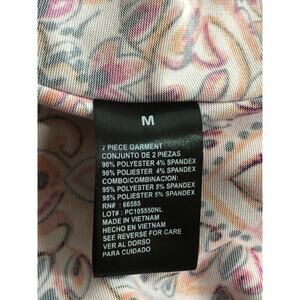 M
2 PIECE GARMENT
CONJUNTO DE 2 PIEZAS
96% POLYESTER 4% SPANDEX
96% POLIESTER 4% SPANDEX
COMBO/COMBINACION:
95% POLYESTER 5% SPANDEX
95% POLIESTER 5% SPANDEX
RN# : 66585
LOT# : PC105550NL
MADE IN VIETNAM
HECHO EN VIETNAM
SEE REVERSE FOR CARE
VER AL DORSO
PARA CUIDADO